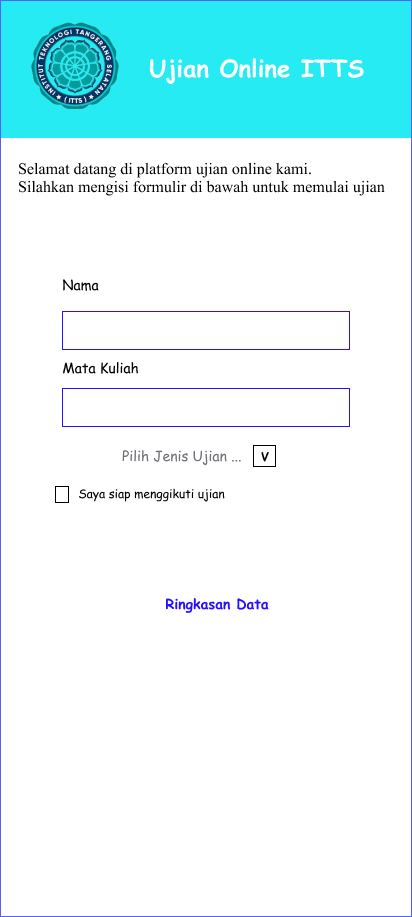 INSTITUT TEKNOLOGI TANGERANG SELATAN
★ ( ITTS ) ★
Ujian Online ITTS
Selamat datang di platform ujian online kami.
Silahkan mengisi formulir di bawah untuk memulai ujian
Nama
Mata Kuliah
Pilih Jenis Ujian ... V
Saya siap menggikuti ujian
Ringkasan Data